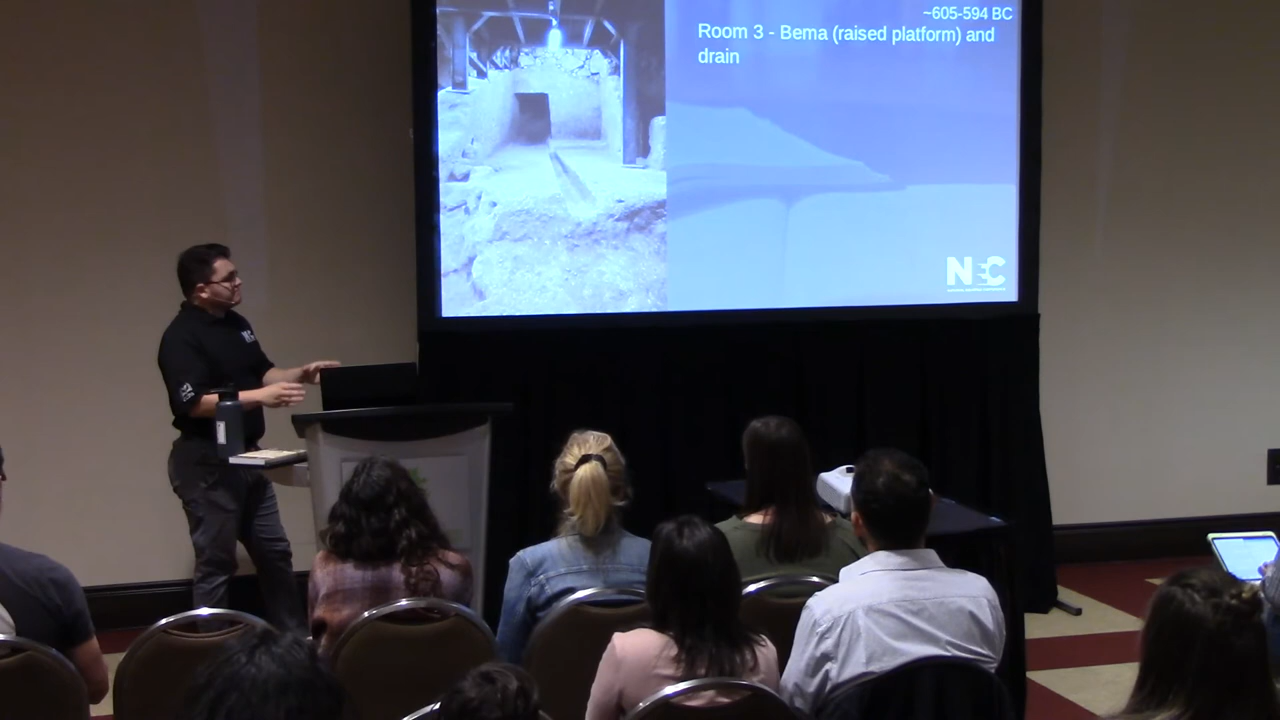 ~605-594 BC
Room 3 - Bema (raised platform) and
drain
NEC